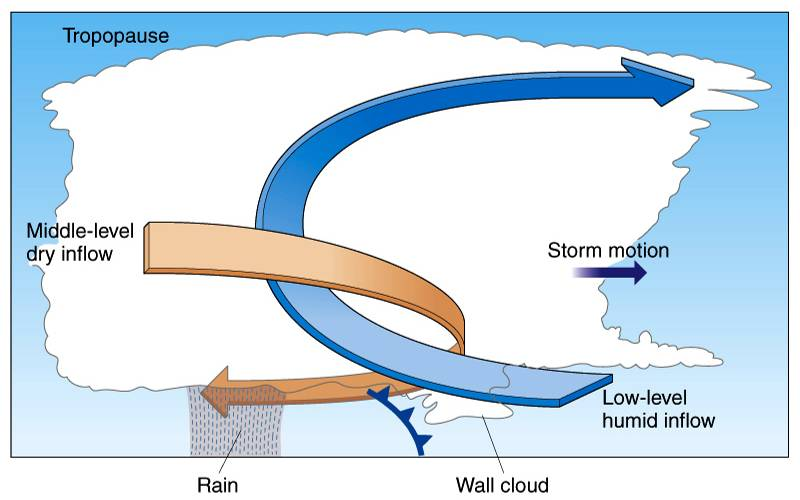 Tropopause
Middle-level
dry inflow
Storm motion
Low-level
humid inflow
Rain
Wall cloud